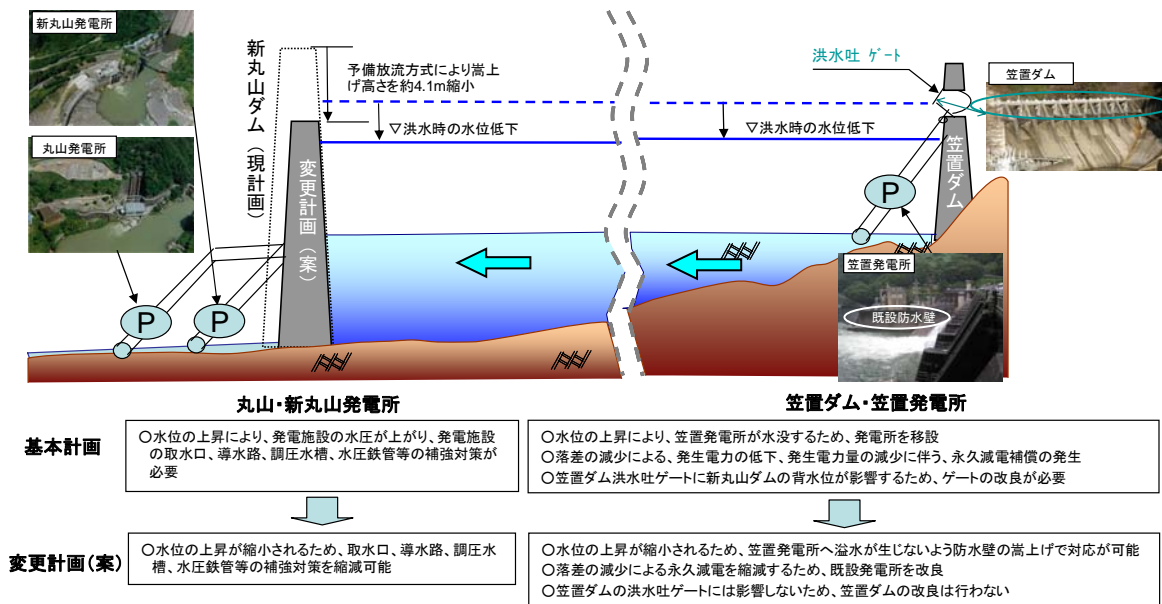 新丸山発電所
丸山発電所
新丸山ダム（現計画）
予備放流方式により嵩上
げ高さを約4.1m縮小
▽洪水時の水位低下
変更計画（案）
P
P
▽洪水時の水位低下
洪水吐 ゲート
笠置ダム
笠置ダム
P
笠置発電所
既設防水壁
丸山・新丸山発電所
笠置ダム・笠置発電所
基本計画
○水位の上昇により、発電施設の水圧が上がり、発電施設
の取水口、導水路、調圧水槽、水圧鉄管等の補強対策が
必要
○水位の上昇により、笠置発電所が水没するため、発電所を移設
○落差の減少による、発生電力の低下、発生電力量の減少に伴う、永久減電補償の発生
○笠置ダム洪水吐ゲートに新丸山ダムの背水位が影響するため、ゲートの改良が必要
変更計画（案）
○水位の上昇が縮小されるため、取水口、導水路、調圧水
槽、水圧鉄管等の補強対策を縮減可能
○水位の上昇が縮小されるため、笠置発電所へ溢水が生じないよう防水壁の嵩上げで対応が可能
○落差の減少による永久減電を縮減するため、既設発電所を改良
○笠置ダムの洪水吐ゲートには影響しないため、笠置ダムの改良は行わない